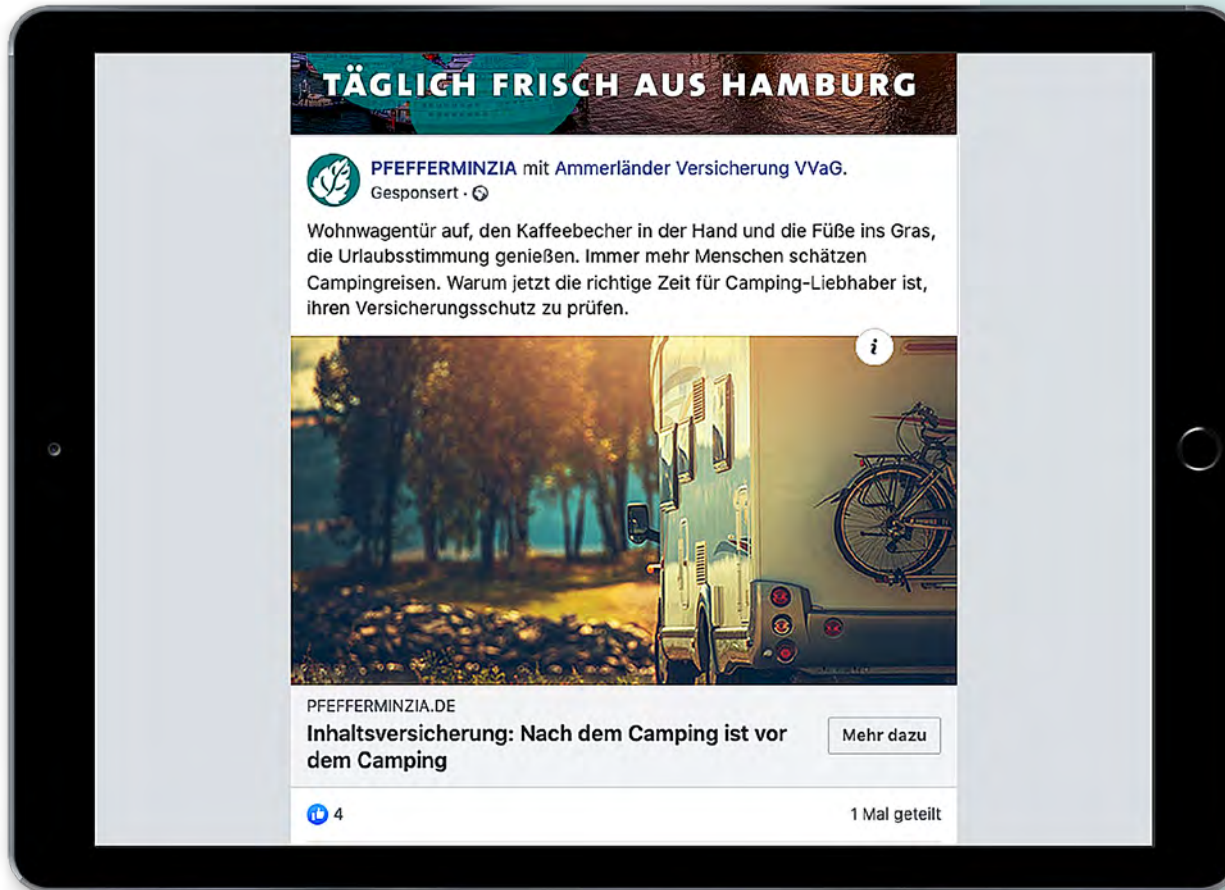 TÄGLICH FRISCH AUS HAMBURG
PFEFFERMINZIA mit Ammerländer Versicherung VVaG.
Gesponsert ·
Wohnwagentür auf, den Kaffeebecher in der Hand und die Füße ins Gras,
die Urlaubsstimmung genießen. Immer mehr Menschen schätzen
Campingreisen. Warum jetzt die richtige Zeit für Camping-Liebhaber ist,
ihren Versicherungsschutz zu prüfen.
i
PFEFFERMINZIA.DE
Inhaltsversicherung: Nach dem Camping ist vor
dem Camping
Mehr dazu
4
1 Mal geteilt